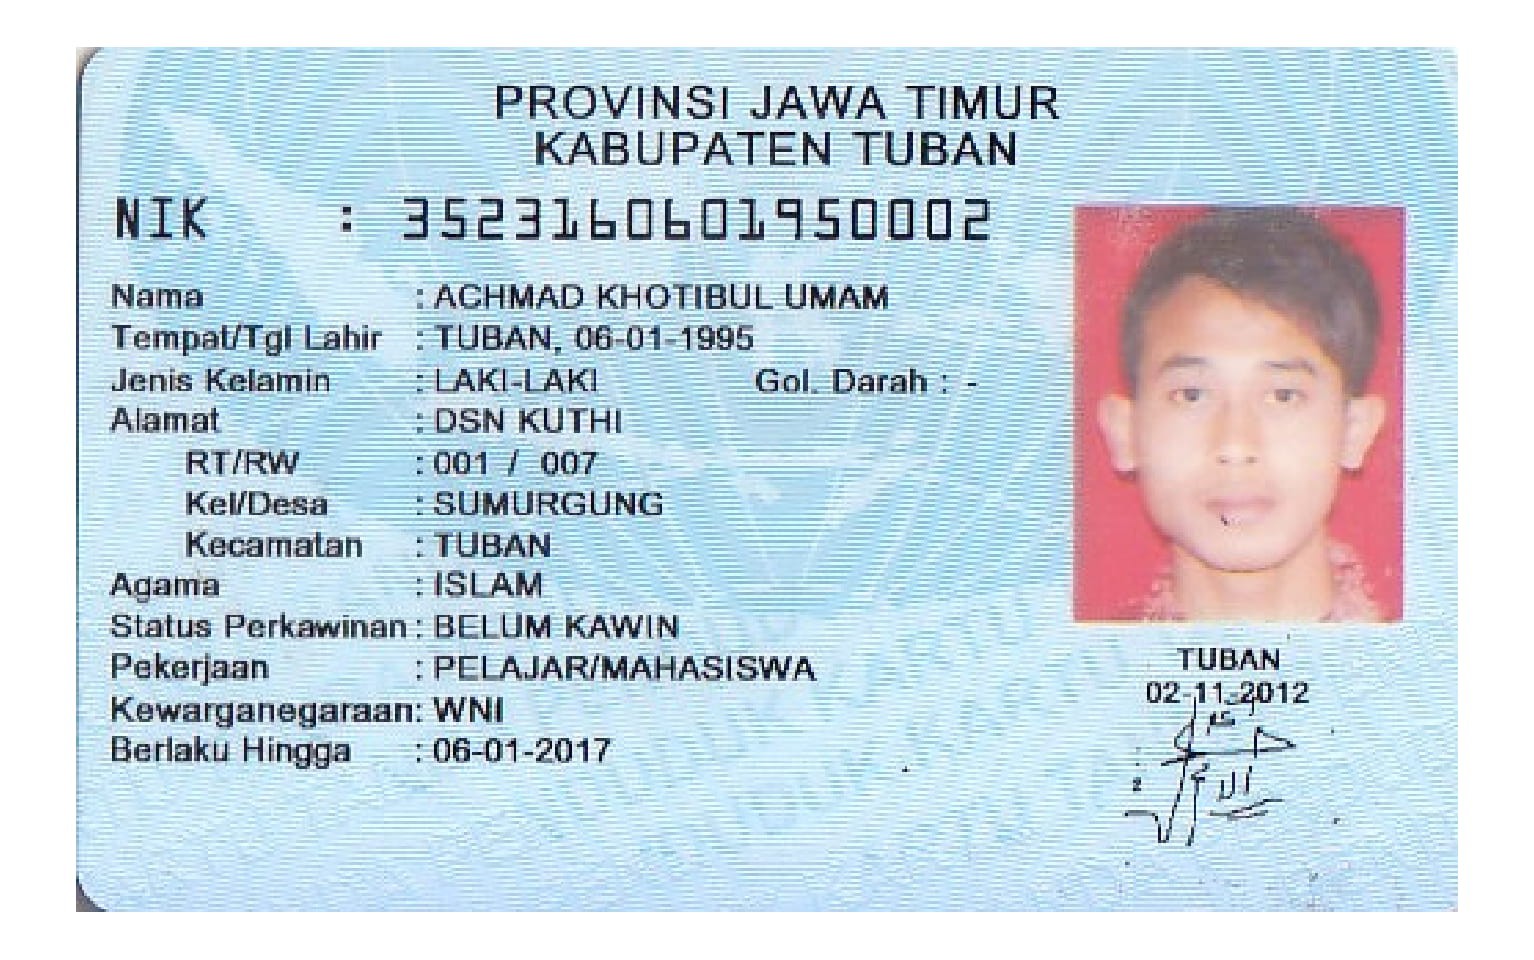 PROVINSI JAWA TIMUR
KABUPATEN TUBAN
NIK : 3523160601950002
Nama : ACHMAD KHOTIBUL UMAM
Tempat/Tgl Lahir : TUBAN, 06-01-1995
Jenis Kelamin : LAKI-LAKI Gol. Darah : -
Alamat : DSN KUTHI
RT/RW : 001 / 007
Kel/Desa : SUMURGUNG
Kecamatan : TUBAN
Agama : ISLAM
Status Perkawinan : BELUM KAWIN
Pekerjaan : PELAJAR/MAHASISWA
Kewarganegaraan: WNI
Berlaku Hingga : 06-01-2017
TUBAN
02-11-2012